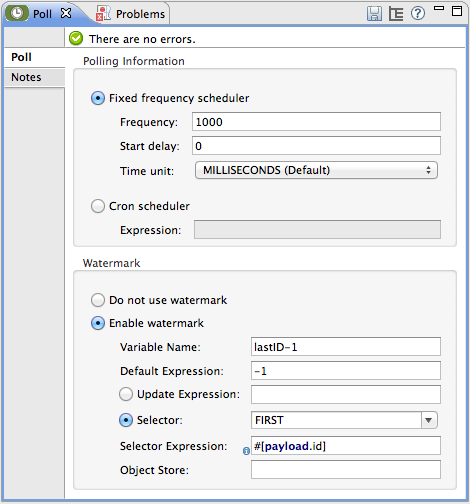 Poll
Problems
There are no errors.
Poll
Notes
Polling Information
Fixed frequency scheduler
Frequency: 1000
Start delay: 0
Time unit: MILLISECONDS (Default)
Cron scheduler
Expression:
Watermark
Do not use watermark
Enable watermark
Variable Name: lastID-1
Default Expression: -1
Update Expression:
Selector: FIRST
Selector Expression: #[payload.id]
Object Store: